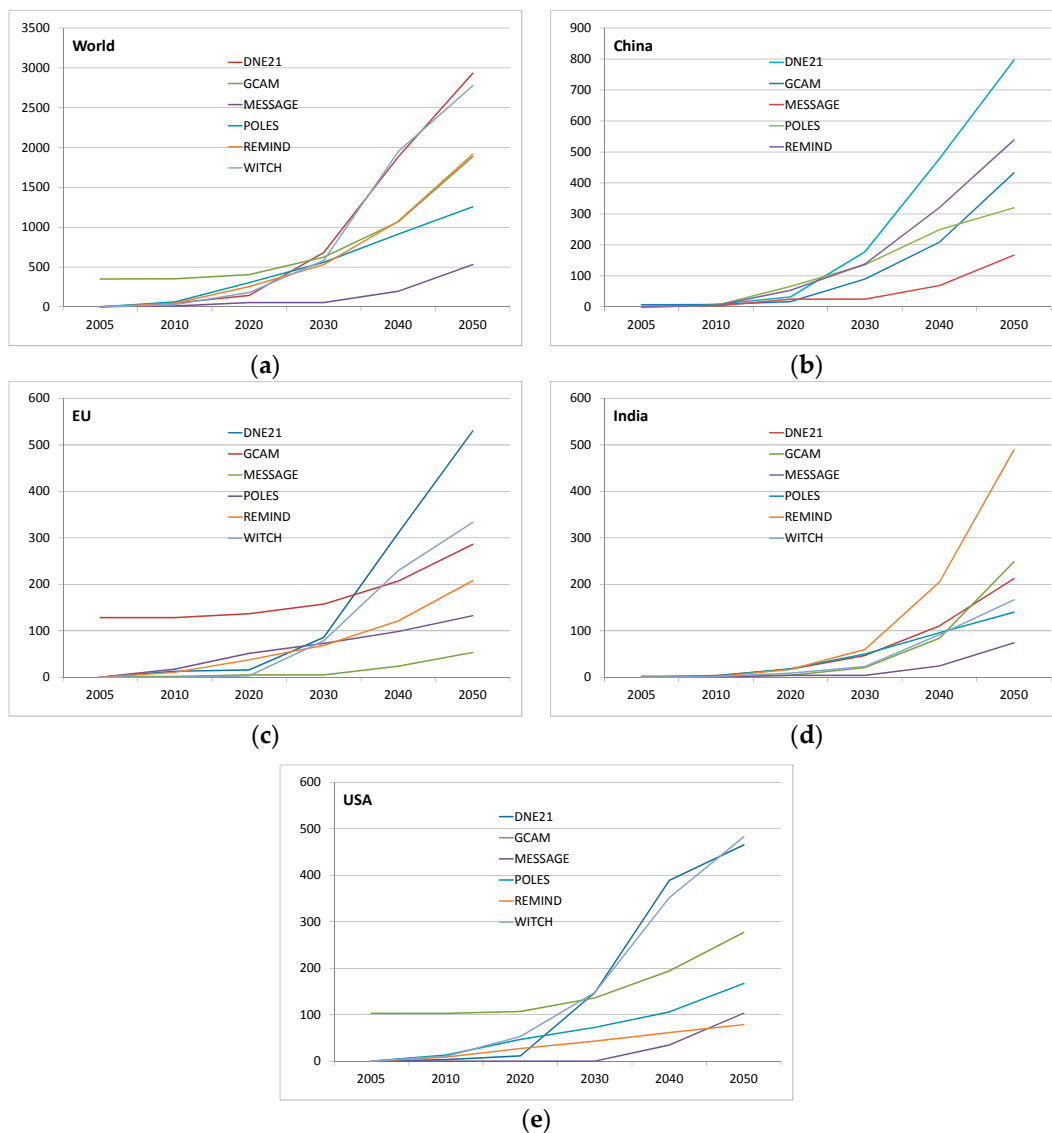 World
3500
3000
2500
2000
1500
1000
500
0
DNE21
GCAM
MESSAGE
POLES
REMIND
WITCH
2005 2010 2020 2030 2040 2050
(a)
China
900
800
700
600
500
400
300
200
100
0
DNE21
GCAM
MESSAGE
POLES
REMIND
2005 2010 2020 2030 2040 2050
(b)
EU
600
500
400
300
200
100
0
DNE21
GCAM
MESSAGE
POLES
REMIND
WITCH
2005 2010 2020 2030 2040 2050
(c)
India
600
500
400
300
200
100
0
DNE21
GCAM
MESSAGE
POLES
REMIND
WITCH
2005 2010 2020 2030 2040 2050
(d)
USA
600
500
400
300
200
100
0
DNE21
GCAM
MESSAGE
POLES
REMIND
WITCH
2005 2010 2020 2030 2040 2050
(e)